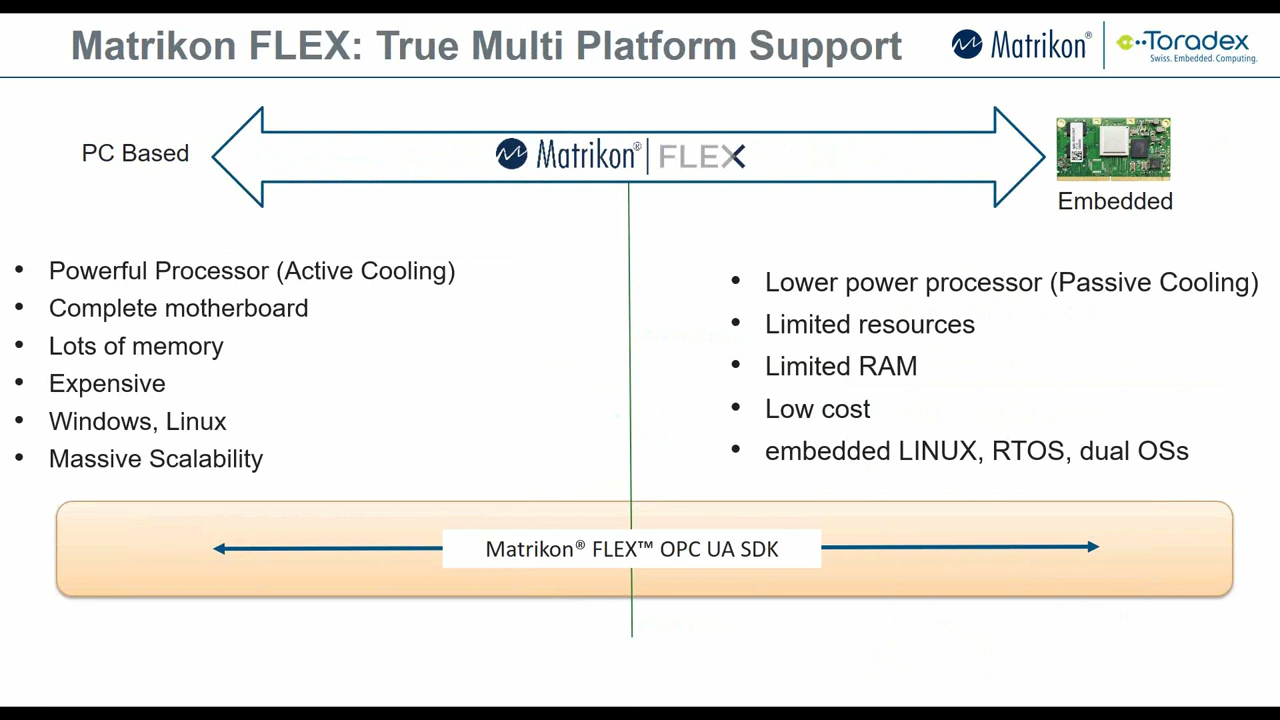 Matrikon FLEX: True Multi Platform Support
Matrikon®
Toradex
Swiss. Embedded. Computing.
PC Based
Matrikon® | FLEX
Embedded
• Powerful Processor (Active Cooling)
• Complete motherboard
• Lots of memory
• Expensive
• Windows, Linux
• Massive Scalability
• Lower power processor (Passive Cooling)
• Limited resources
• Limited RAM
• Low cost
• embedded LINUX, RTOS, dual OSs
Matrikon® FLEX™ OPC UA SDK